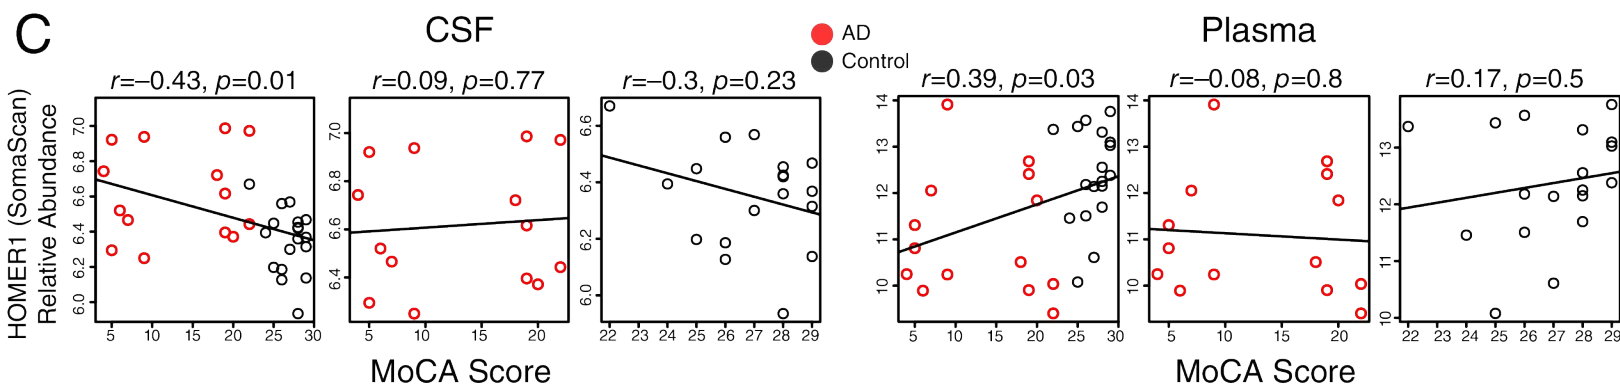 C
CSF
AD
Control
Plasma
r=−0.43, p=0.01
r=0.09, p=0.77
r=−0.3, p=0.23
r=0.39, p=0.03
r=−0.08, p=0.8
r=0.17, p=0.5
HOMER1 (SomaScan)
Relative Abundance
7.0
6.8
6.6
6.4
6.2
6.0
5 10 15 20 25 30
7.0
6.8
6.6
6.4
5 10 15 20
6.6
6.4
6.2
6.0
22 23 24 25 26 27 28 29
14
13
12
11
10
5 10 15 20 25 30
14
13
12
11
10
5 10 15 20
13
12
11
10
22 23 24 25 26 27 28 29
MoCA Score
MoCA Score